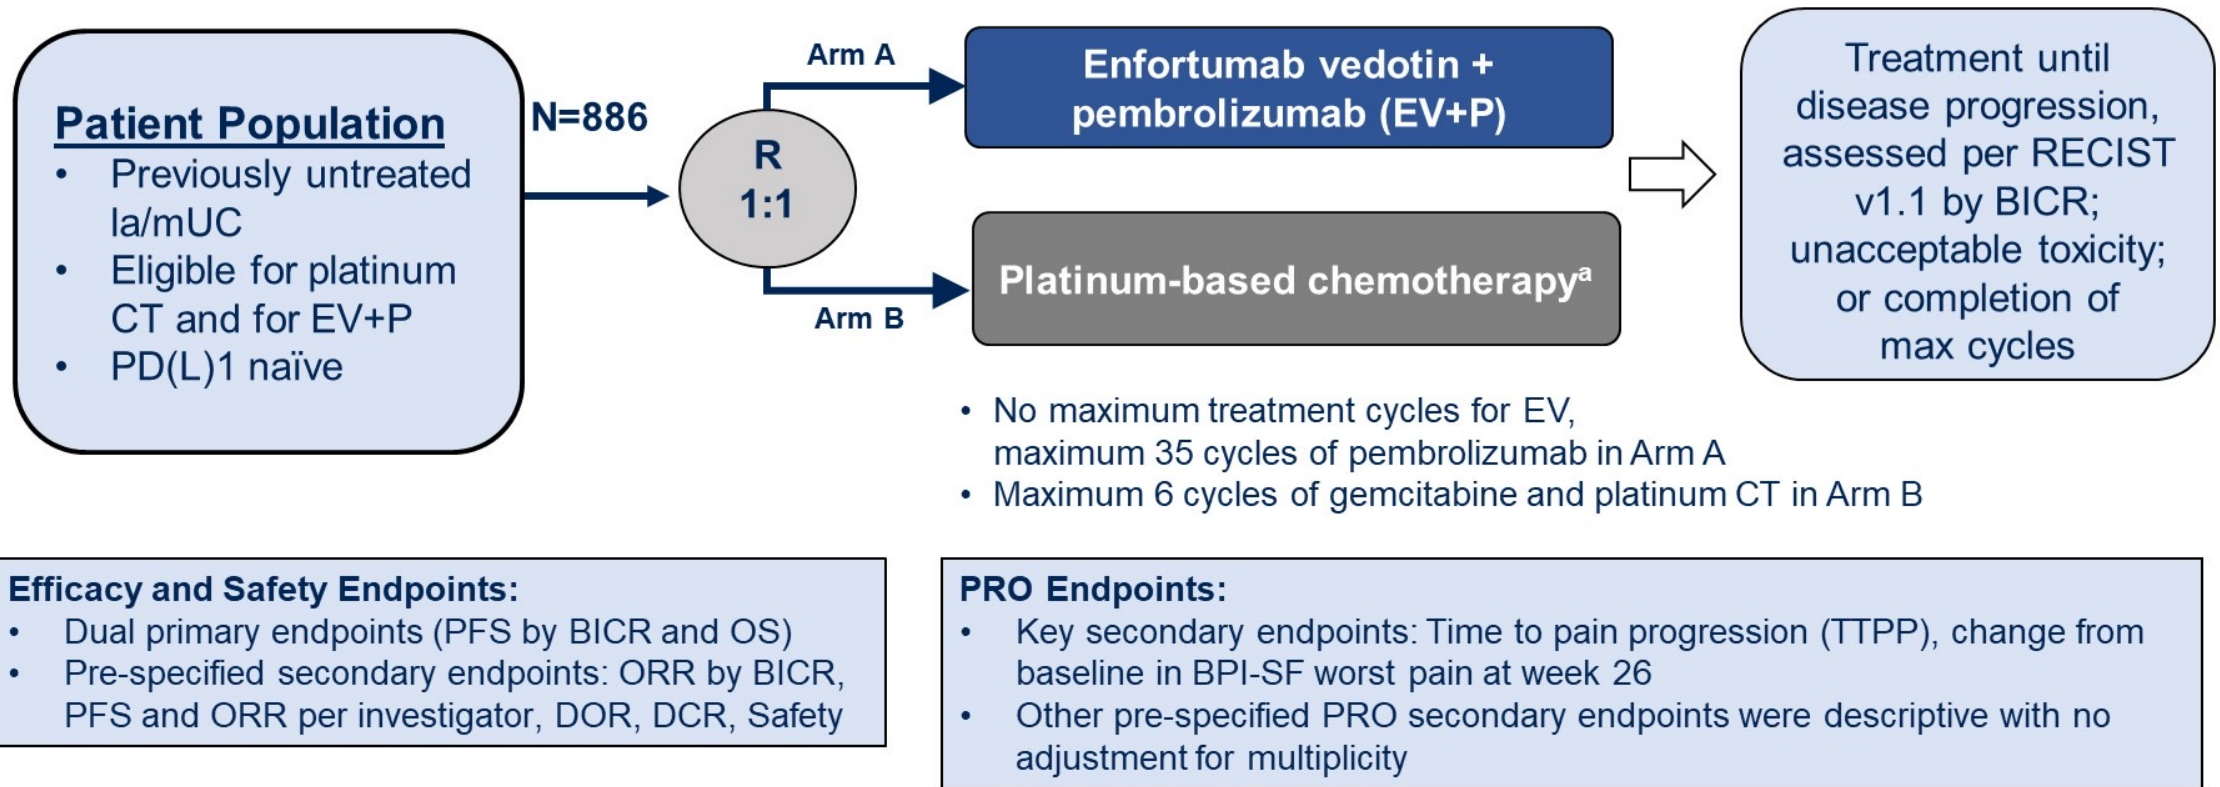 Patient Population
• Previously untreated
la/mUC
• Eligible for platinum
CT and for EV+P
• PD(L)1 naïve
N=886
R
1:1
Arm A
Enfortumab vedotin +
pembrolizumab (EV+P)
Arm B
Platinum-based chemotherapyᵃ
Treatment until
disease progression,
assessed per RECIST
v1.1 by BICR;
unacceptable toxicity;
or completion of
max cycles
• No maximum treatment cycles for EV,
maximum 35 cycles of pembrolizumab in Arm A
• Maximum 6 cycles of gemcitabine and platinum CT in Arm B
Efficacy and Safety Endpoints:
• Dual primary endpoints (PFS by BICR and OS)
• Pre-specified secondary endpoints: ORR by BICR,
PFS and ORR per investigator, DOR, DCR, Safety
PRO Endpoints:
• Key secondary endpoints: Time to pain progression (TTPP), change from
baseline in BPI-SF worst pain at week 26
• Other pre-specified PRO secondary endpoints were descriptive with no
adjustment for multiplicity